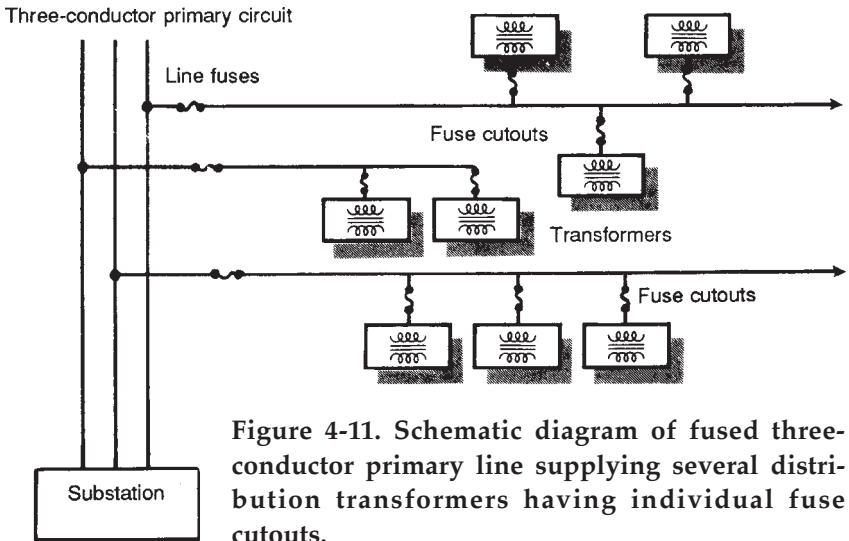 Three-conductor primary circuit
Line fuses
Fuse cutouts
Transformers
Fuse cutouts
Substation
Figure 4-11. Schematic diagram of fused three-
conductor primary line supplying several distri-
bution transformers having individual fuse
cutouts.